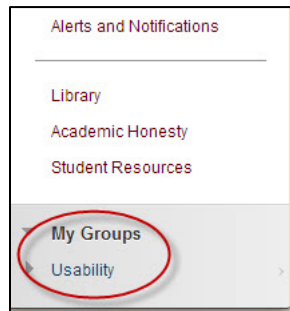 Alerts and Notifications
Library
Academic Honesty
Student Resources
My Groups
Usability